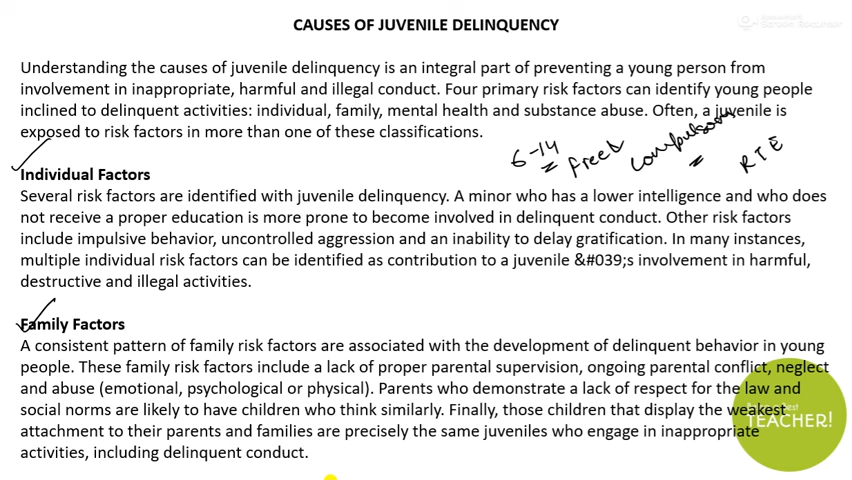 CAUSES OF JUVENILE DELINQUENCY
Understanding the causes of juvenile delinquency is an integral part of preventing a young person from
involvement in inappropriate, harmful and illegal conduct. Four primary risk factors can identify young people
inclined to delinquent activities: individual, family, mental health and substance abuse. Often, a juvenile is
exposed to risk factors in more than one of these classifications.
6-14 free & compulsory RTE
Individual Factors
Several risk factors are identified with juvenile delinquency. A minor who has a lower intelligence and who does
not receive a proper education is more prone to become involved in delinquent conduct. Other risk factors
include impulsive behavior, uncontrolled aggression and an inability to delay gratification. In many instances,
multiple individual risk factors can be identified as contribution to a juvenile &#039;s involvement in harmful,
destructive and illegal activities.
Family Factors
A consistent pattern of family risk factors are associated with the development of delinquent behavior in young
people. These family risk factors include a lack of proper parental supervision, ongoing parental conflict, neglect
and abuse (emotional, psychological or physical). Parents who demonstrate a lack of respect for the law and
social norms are likely to have children who think similarly. Finally, those children that display the weakest
attachment to their parents and families are precisely the same juveniles who engage in inappropriate
activities, including delinquent conduct.
TEACHER!